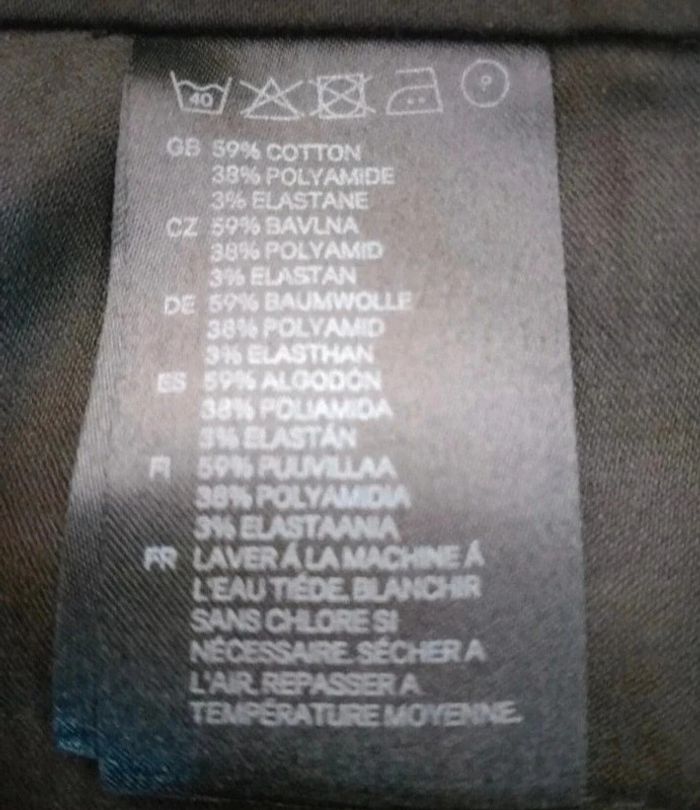 40
GB 59% COTTON
38% POLYAMIDE
3% ELASTANE
CZ 59% BAVLNA
38% POLYAMID
3% ELASTAN
DE 59% BAUMWOLLE
38% POLYAMID
3% ELASTHAN
ES 59% ALGODÓN
38% POLIAMIDA
3% ELASTÁN
FI 59% PUUVILLAA
38% POLYAMIDIA
3% ELASTAANIA
FR LAVER Á LA MACHINE Á
L'EAU TIÉDE. BLANCHIR
SANS CHLORE SI
NÉCESSAIRE. SÉCHER A
L'AIR. REPASSER A
TEMPÉRATURE MOYENNE.